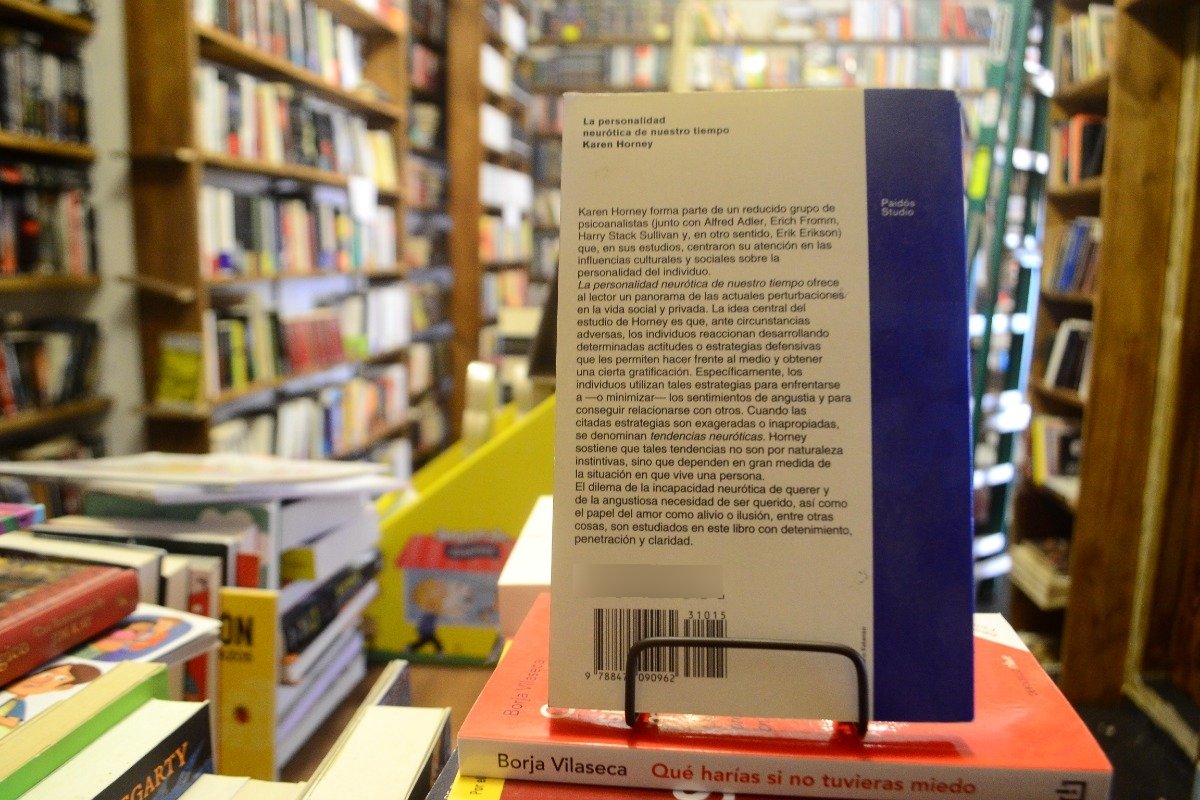 La personalidad
neurótica de nuestro tiempo
Karen Horney
Paidós
Studio
Karen Horney forma parte de un reducido grupo de
psicoanalistas (junto con Alfred Adler, Erich Fromm,
Harry Stack Sullivan y, en otro sentido, Erik Erikson)
que, en sus estudios, centraron su atención en las
influencias culturales y sociales sobre la
personalidad del individuo.
La personalidad neurótica de nuestro tiempo ofrece
al lector un panorama de las actuales perturbaciones
en la vida social y privada. La idea central del
estudio de Horney es que, ante circunstancias
adversas, los individuos reaccionan desarrollando
determinadas actitudes o estrategias defensivas
que les permiten hacer frente al medio y obtener
una cierta gratificación. Específicamente, los
individuos utilizan tales estrategias para enfrentarse
a —o minimizar— los sentimientos de angustia y para
conseguir relacionarse con otros. Cuando las
citadas estrategias son exageradas o inapropiadas,
se denominan tendencias neuróticas. Horney
sostiene que tales tendencias no son por naturaleza
instintivas, sino que dependen en gran medida de
la situación en que vive una persona.
El dilema de la incapacidad neurótica de querer y
de la angustiosa necesidad de ser querido, así como
el papel del amor como alivio o ilusión, entre otras
cosas, son estudiados en este libro con detenimiento,
penetración y claridad.
31015
9 788475 090962
Borja Vilaseca
Borja Vilaseca Qué harías si no tuvieras miedo
EGARTY
ON